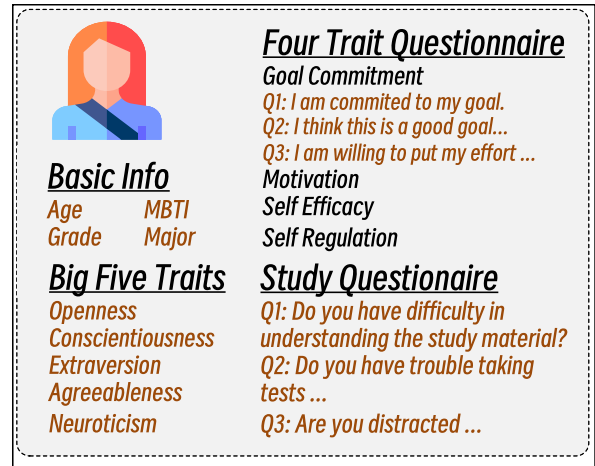 Four Trait Questionnaire
Goal Commitment
Q1: I am commited to my goal.
Q2: I think this is a good goal...
Q3: I am willing to put my effort ...
Motivation
Self Efficacy
Self Regulation
Basic Info
Age MBTI
Grade Major
Big Five Traits
Openness
Conscientiousness
Extraversion
Agreeableness
Neuroticism
Study Questionaire
Q1: Do you have difficulty in
understanding the study material?
Q2: Do you have trouble taking
tests ...
Q3: Are you distracted ...